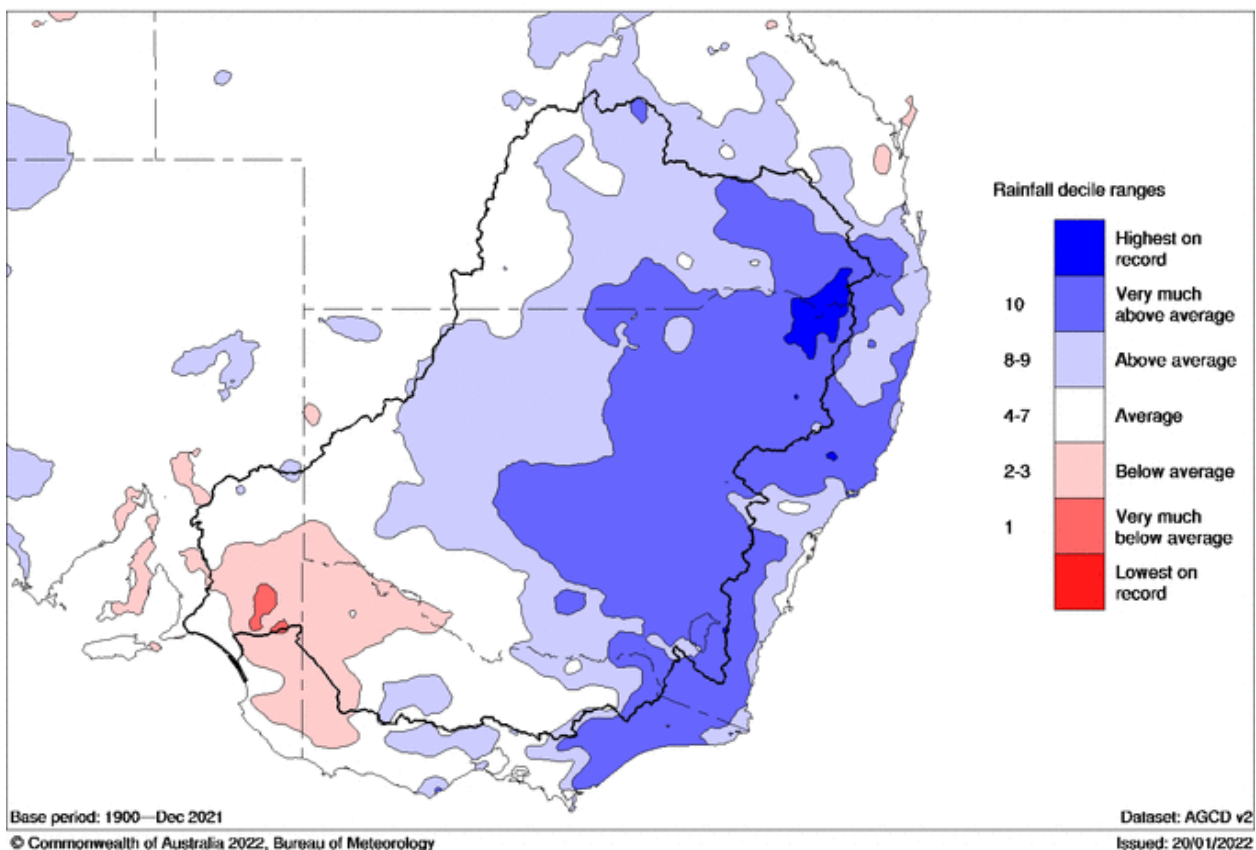 Rainfall decile ranges
Highest on
record
10
Very much
above average
8-9
Above average
4-7
Average
2-3
Below average
1
Very much
below average
Lowest on
record
Base period: 1900—Dec 2021
Dataset: AGCD v2
© Commonwealth of Australia 2022, Bureau of Meteorology
Issued: 20/01/2022